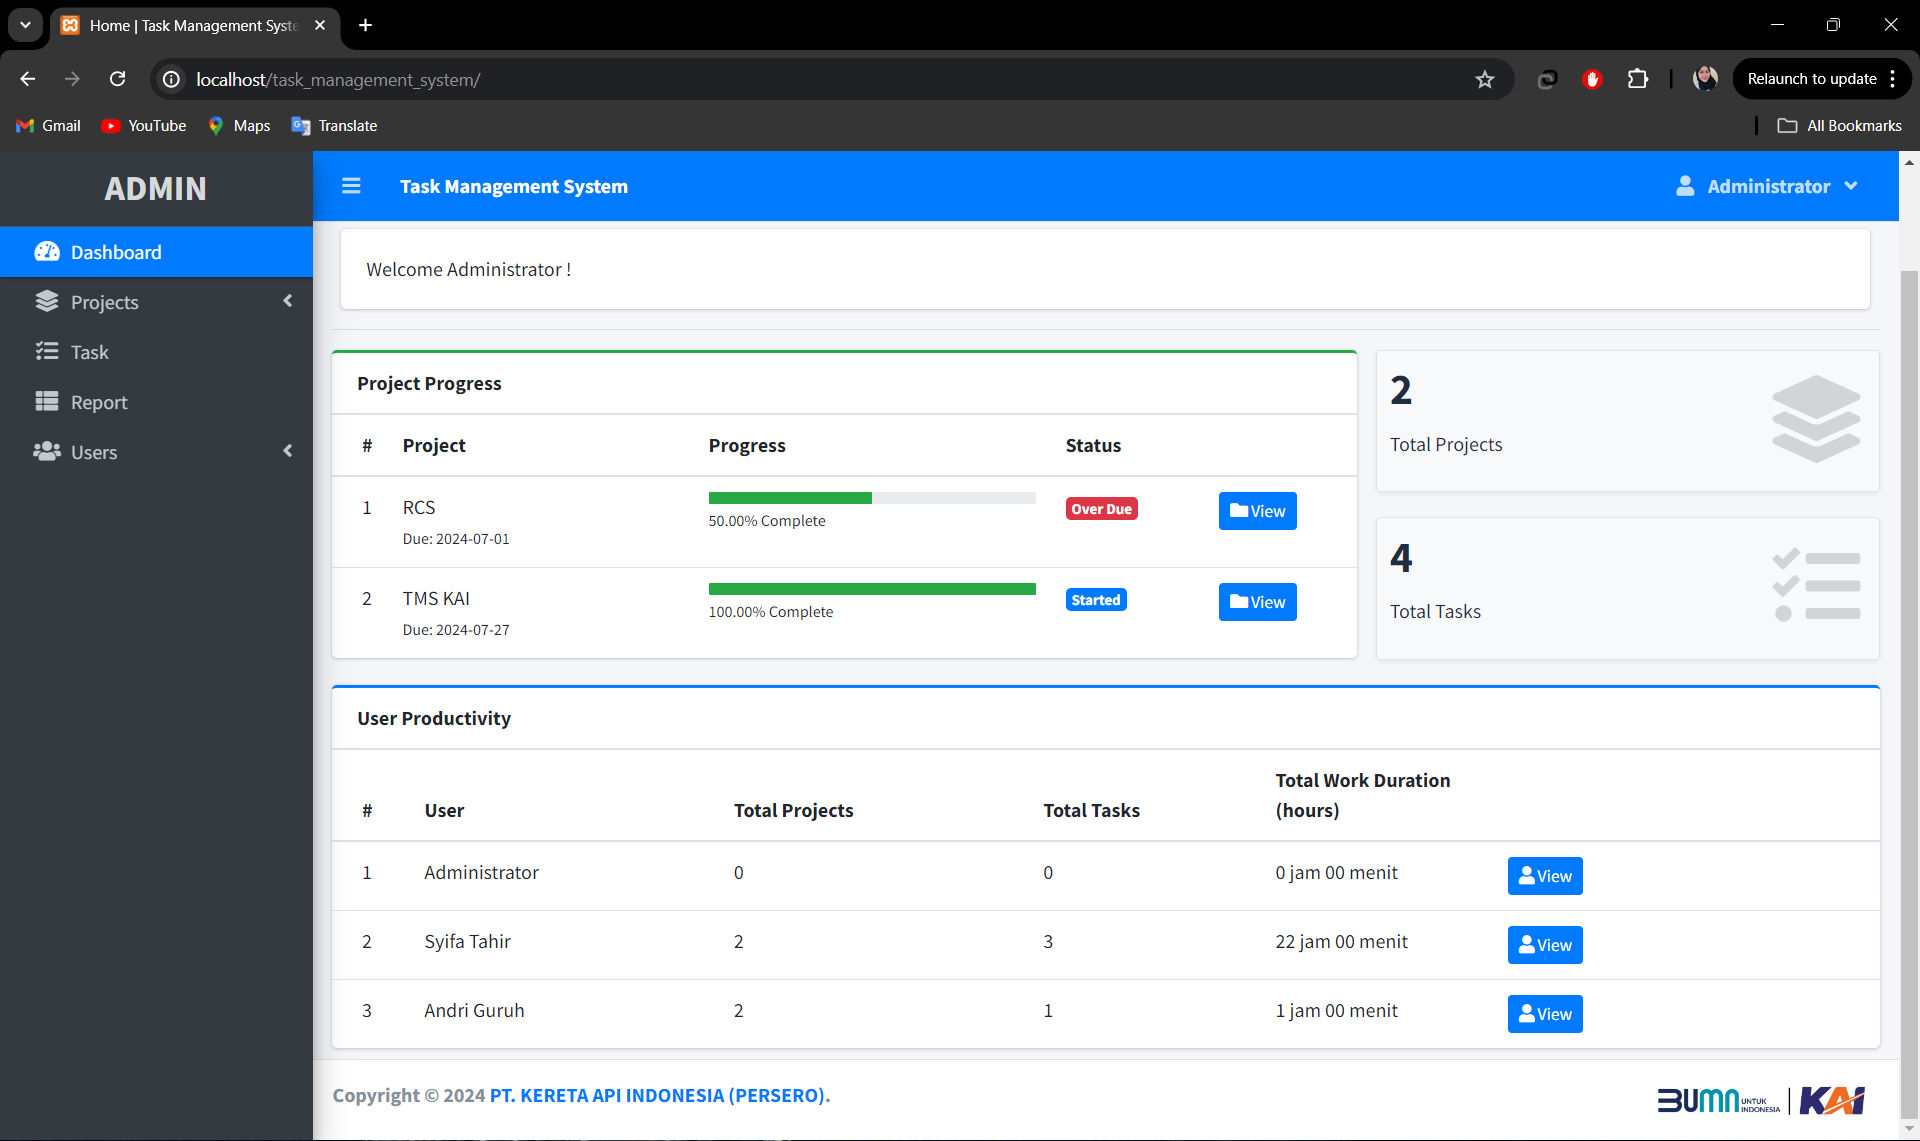 Home | Task Management Syste
localhost/task_management_system/
Relaunch to update
Gmail
YouTube
Maps
Translate
All Bookmarks
ADMIN
Task Management System
Administrator
Dashboard
Projects
Task
Report
Users
Welcome Administrator !
Project Progress
# Project Progress Status
1 RCS 50.00% Complete Over Due View
Due: 2024-07-01
2 TMS KAI 100.00% Complete Started View
Due: 2024-07-27
2
Total Projects
4
Total Tasks
User Productivity
# User Total Projects Total Tasks Total Work Duration
(hours)
1 Administrator 0 0 0 jam 00 menit View
2 Syifa Tahir 2 3 22 jam 00 menit View
3 Andri Guruh 2 1 1 jam 00 menit View
Copyright © 2024 PT. KERETA API INDONESIA (PERSERO).
BUMN UNTUK
INDONESIA
KAI